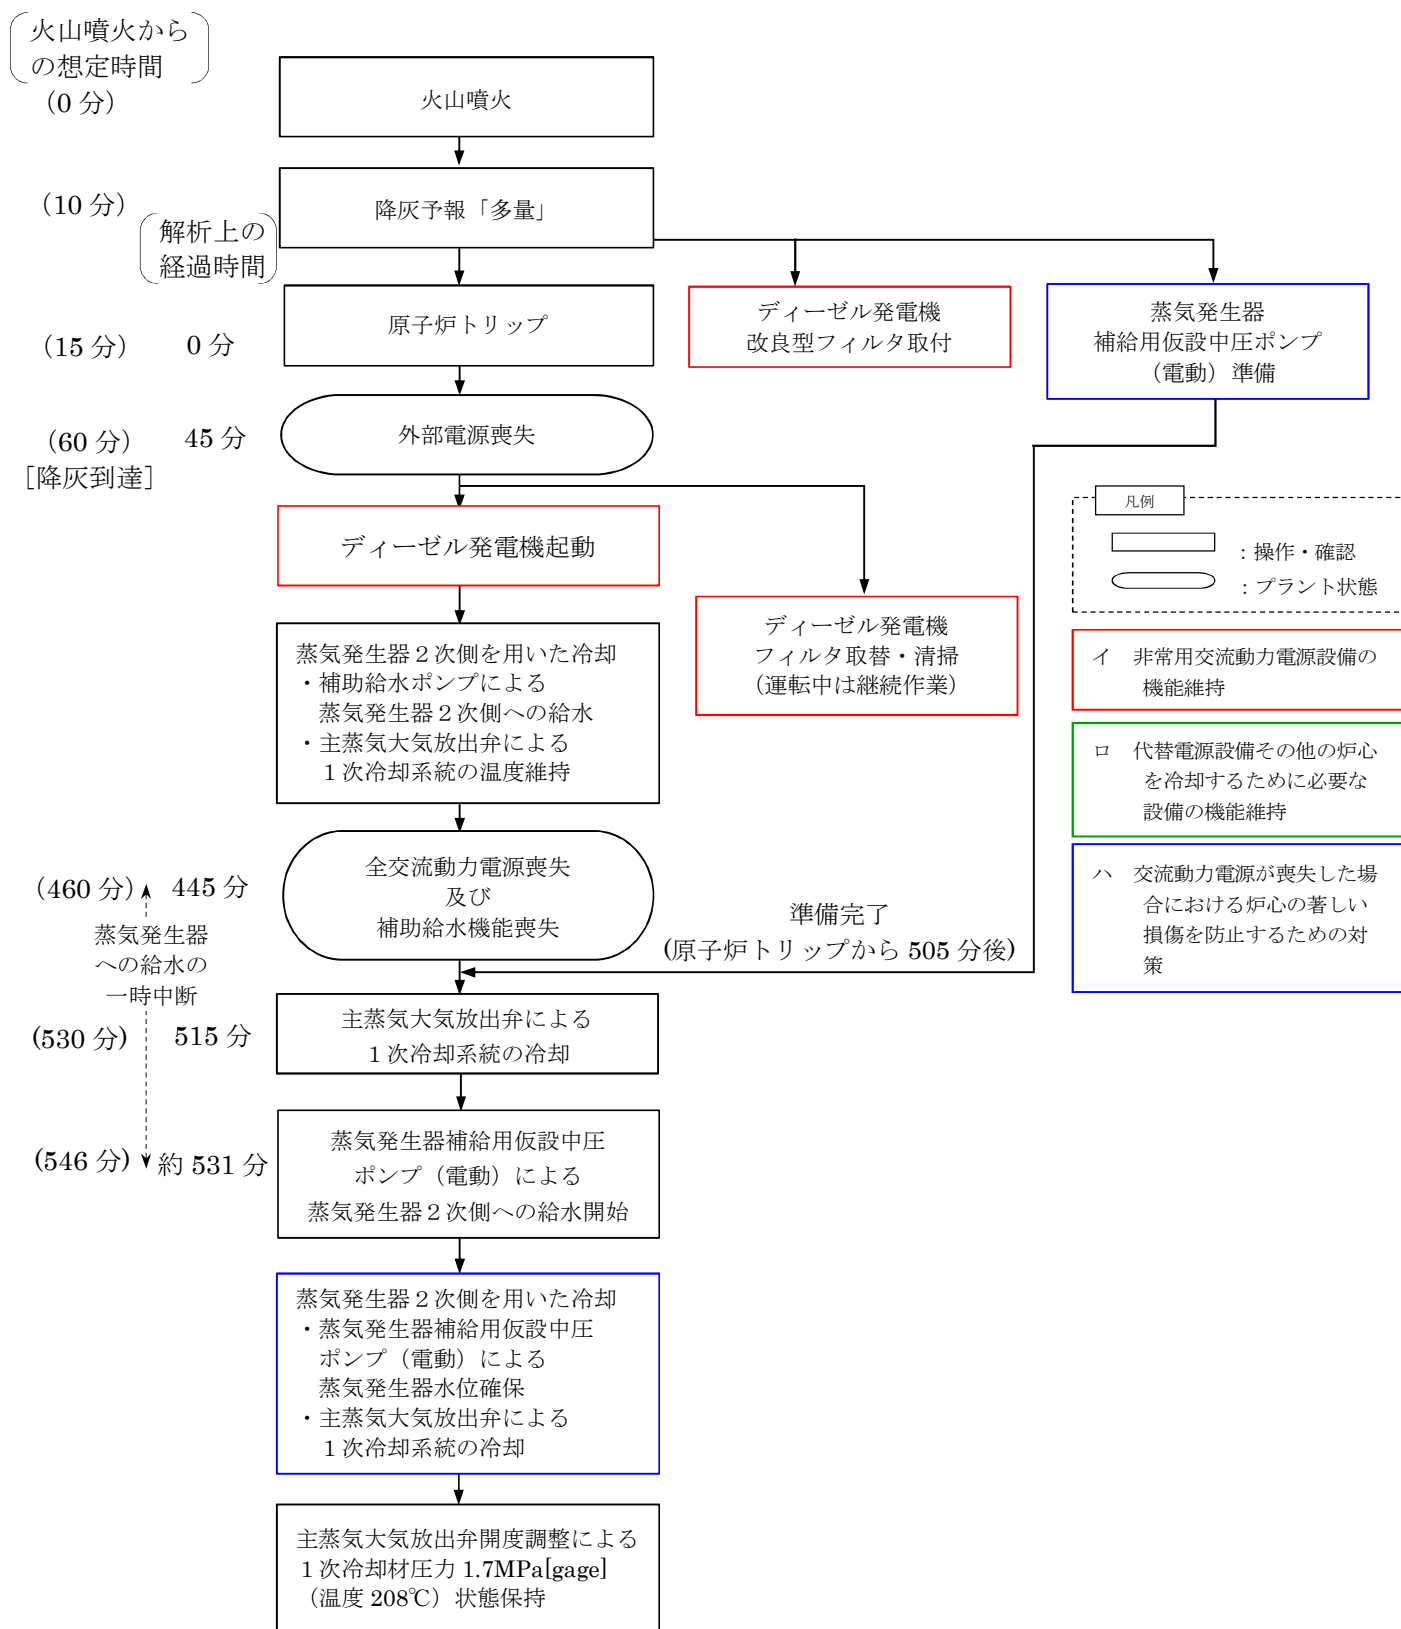 火山噴火から
の想定時間
(0 分)
火山噴火
(10 分)
降灰予報「多量」
解析上の
経過時間
(15 分)
0 分
原子炉トリップ
ディーゼル発電機
改良型フィルタ取付
蒸気発生器
補給用仮設中圧ポンプ
（電動）準備
(60 分)
45 分
[降灰到達]
外部電源喪失
ディーゼル発電機起動
ディーゼル発電機
フィルタ取替・清掃
（運転中は継続作業）
凡例
：操作・確認
：プラント状態
蒸気発生器２次側を用いた冷却
・補助給水ポンプによる
蒸気発生器２次側への給水
・主蒸気大気放出弁による
１次冷却系統の温度維持
イ　非常用交流動力電源設備の
機能維持
ロ　代替電源設備その他の炉心
を冷却するために必要な
設備の機能維持
ハ　交流動力電源が喪失した場
合における炉心の著しい
損傷を防止するための対
策
(460 分)
445 分
全交流動力電源喪失
及び
補助給水機能喪失
蒸気発生器
への給水の
一時中断
準備完了
(原子炉トリップから 505 分後)
(530 分)
515 分
主蒸気大気放出弁による
１次冷却系統の冷却
(546 分)
約 531 分
蒸気発生器補給用仮設中圧
ポンプ（電動）による
蒸気発生器２次側への給水開始
蒸気発生器２次側を用いた冷却
・蒸気発生器補給用仮設中圧
ポンプ（電動）による
蒸気発生器水位確保
・主蒸気大気放出弁による
１次冷却系統の冷却
主蒸気大気放出弁開度調整による
１次冷却材圧力 1.7MPa[gage]
（温度 208℃）状態保持